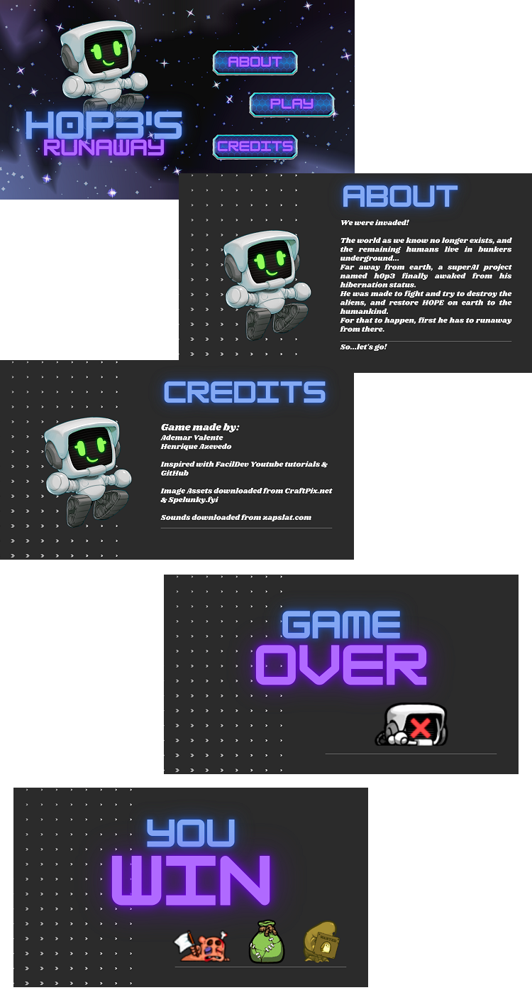 ABOUT
PLAY
H0P3'S
RUNAWAY
CREDITS
ABOUT
We were invaded!
The world as we know no longer exists, and
the remaining humans live in bunkers
underground...
Far away from earth, a superAI project
named h0p3 finally awaked from his
hibernation status.
He was made to fight and try to destroy the
aliens, and restore HOPE on earth to the
humankind.
For that to happen, first he has to runaway
from there.
So...let's go!
CREDITS
Game made by:
Ademar Valente
Henrique Azevedo
Inspired with FacilDev Youtube tutorials &
GitHub
Image Assets downloaded from CraftPix.net
& Spelunky.fyi
Sounds downloaded from zapslat.com
GAME
OVER
YOU
WIN
WANTED